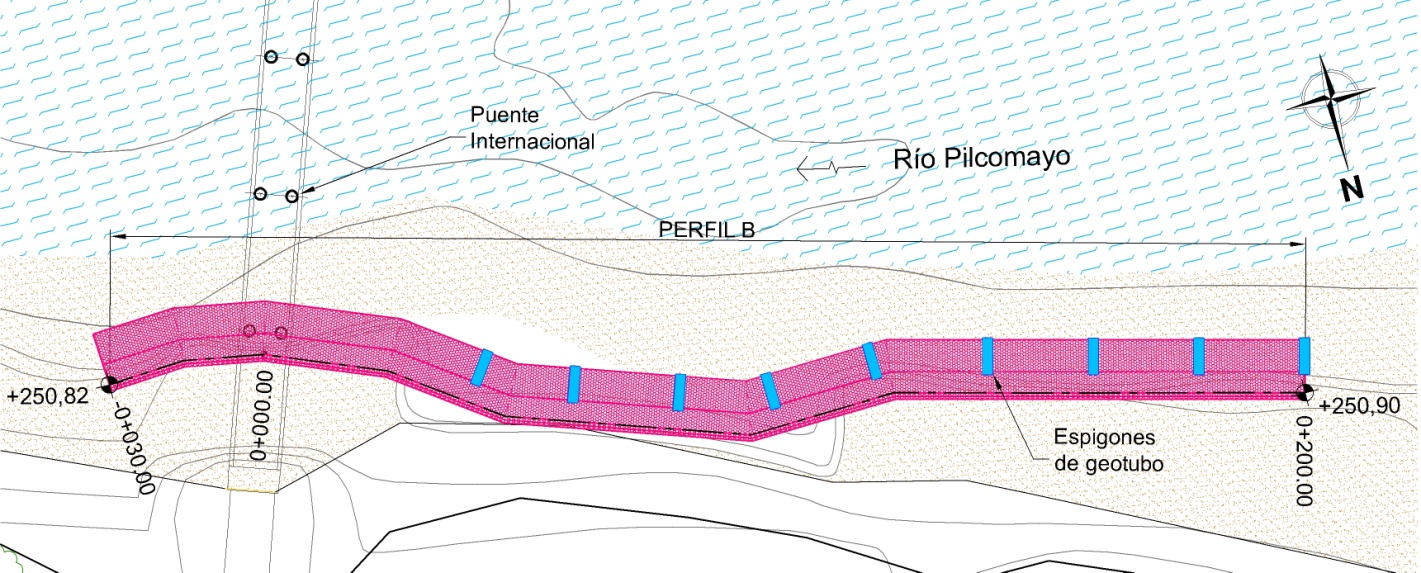 Puente
Internacional
Río Pilcomayo
N
PERFIL B
+250,82
-0+030.00
0+000.00
Espigones
de geotubo
+250,90
0+200.00